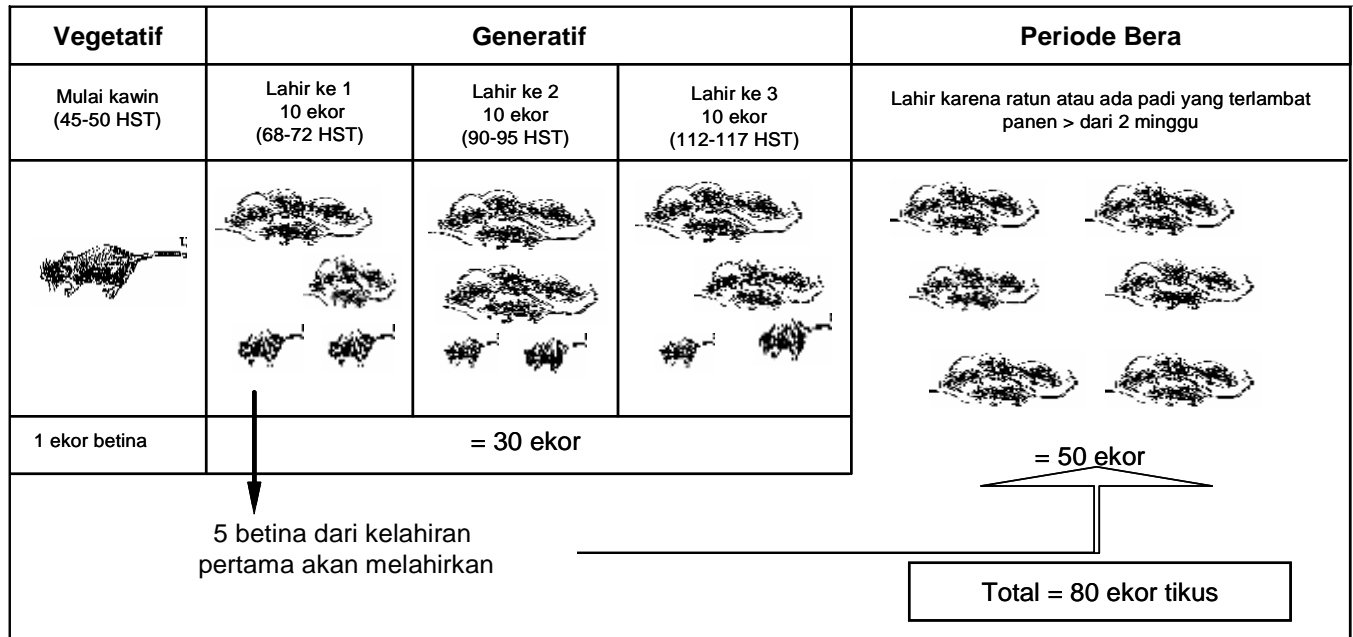 Vegetatif
Generatif
Periode Bera
Mulai kawin
(45-50 HST)
Lahir ke 1
10 ekor
(68-72 HST)
Lahir ke 2
10 ekor
(90-95 HST)
Lahir ke 3
10 ekor
(112-117 HST)
Lahir karena ratun atau ada padi yang terlambat
panen > dari 2 minggu
1 ekor betina
= 30 ekor
= 50 ekor
5 betina dari kelahiran
pertama akan melahirkan
Total = 80 ekor tikus